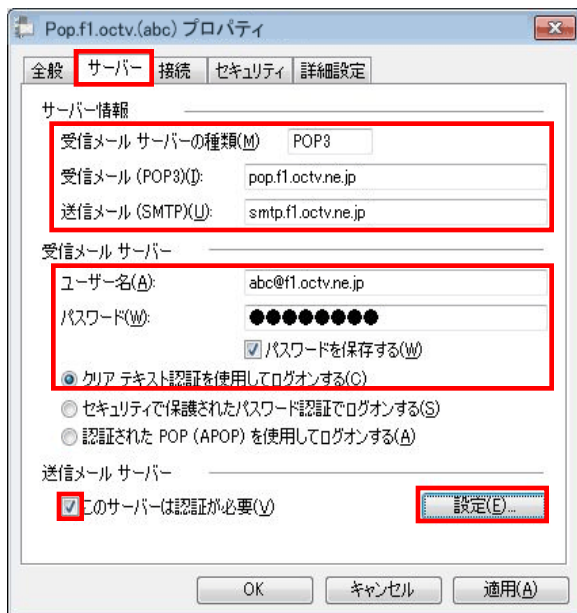 Pop.f1.octv.(abc) プロパティ
全般 サーバー 接続 セキュリティ 詳細設定
サーバー情報
受信メール サーバーの種類(M) POP3
受信メール (POP3)(I): pop.f1.octv.ne.jp
送信メール (SMTP)(U): smtp.f1.octv.ne.jp
受信メール サーバー
ユーザー名(A): abc@f1.octv.ne.jp
パスワード(W): ●●●●●●●●
パスワードを保存する(W)
クリア テキスト認証を使用してログオンする(C)
セキュリティで保護されたパスワード認証でログオンする(S)
認証された POP (APOP) を使用してログオンする(A)
送信メール サーバー
このサーバーは認証が必要(V) 設定(E)...
OK キャンセル 適用(A)